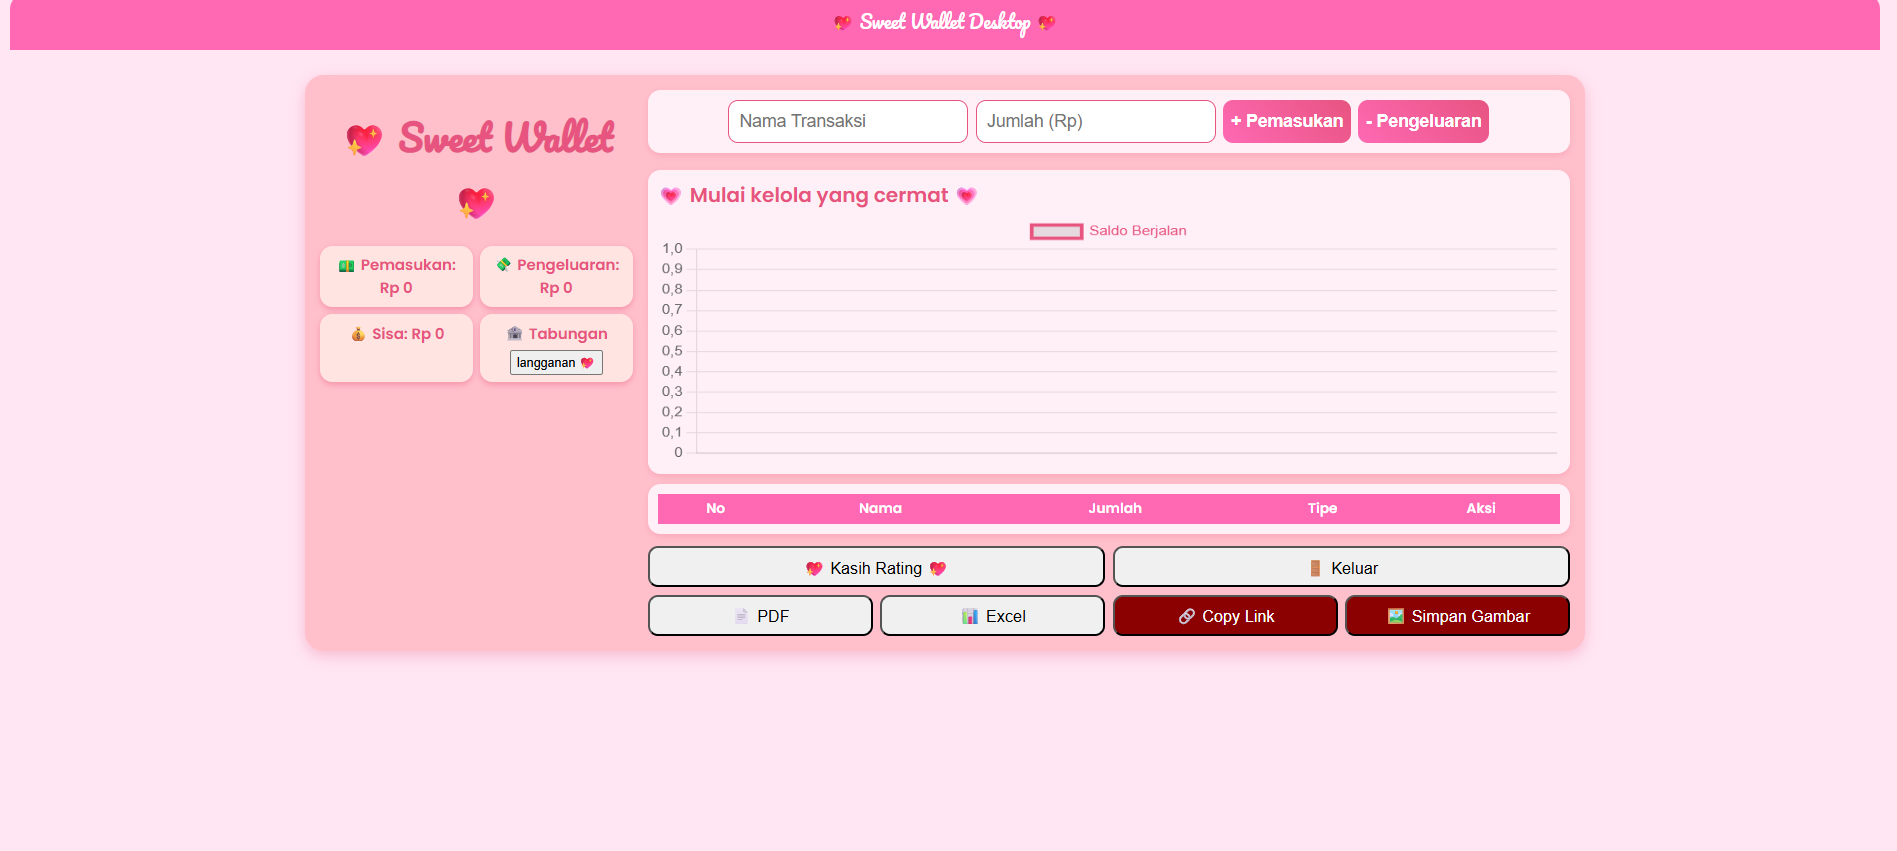 💖 Sweet Wallet Desktop 💖
💖 Sweet Wallet
💖
💵 Pemasukan:
Rp 0
💸 Pengeluaran:
Rp 0
💰 Sisa: Rp 0
🏦 Tabungan
langganan 💖
Nama Transaksi
Jumlah (Rp)
+ Pemasukan
- Pengeluaran
💗 Mulai kelola yang cermat 💗
Saldo Berjalan
1,0
0,9
0,8
0,7
0,6
0,5
0,4
0,3
0,2
0,1
0
No Nama Jumlah Tipe Aksi
💖 Kasih Rating 💖
🚪 Keluar
📄 PDF
📊 Excel
🔗 Copy Link
🖼️ Simpan Gambar